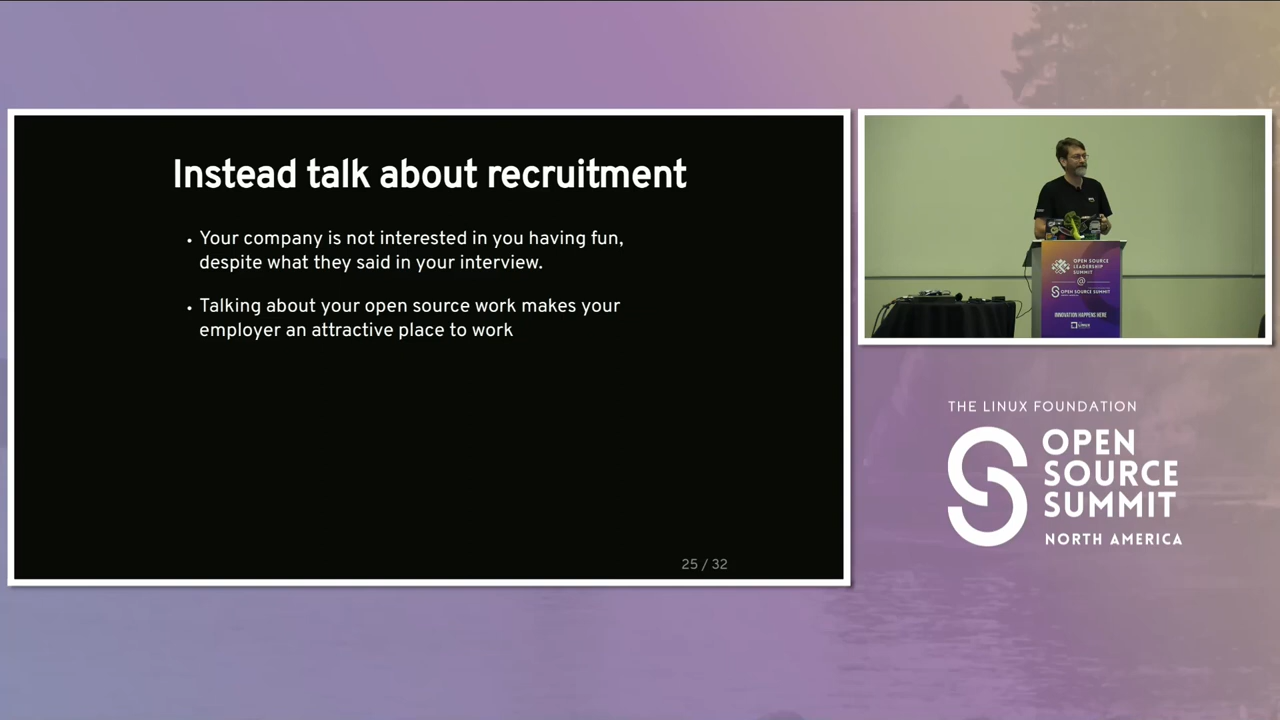 Instead talk about recruitment
• Your company is not interested in you having fun,
despite what they said in your interview.
• Talking about your open source work makes your
employer an attractive place to work
25 / 32
OPEN SOURCE
LEADERSHIP
SUMMIT
@
OPEN SOURCE SUMMIT
INNOVATION HAPPENS HERE
THE LINUX FOUNDATION
OPEN
SOURCE
SUMMIT
NORTH AMERICA